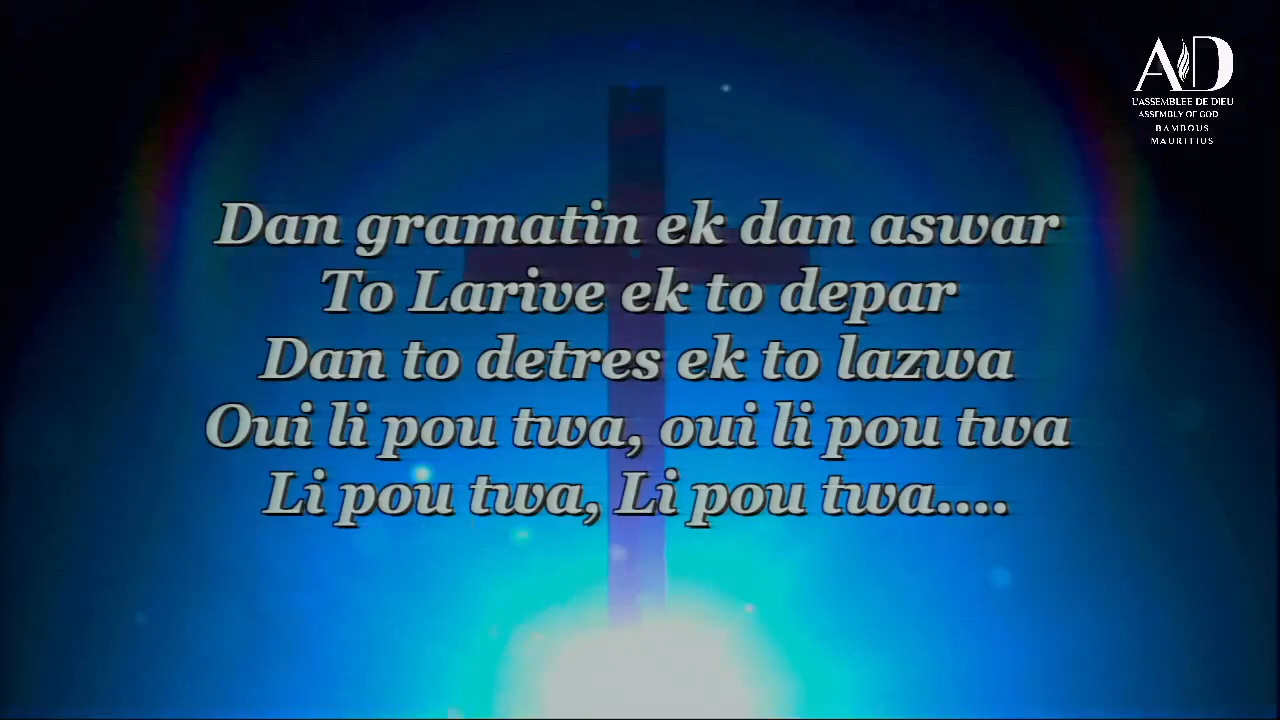 AD
L'ASSEMBLEE DE DIEU
ASSEMBLY OF GOD
BAMBOUS
MAURITIUS
Dan gramatin ek dan aswar
To Larive ek to depar
Dan to detres ek to lazwa
Oui li pou twa, oui li pou twa
Li pou twa, Li pou twa....